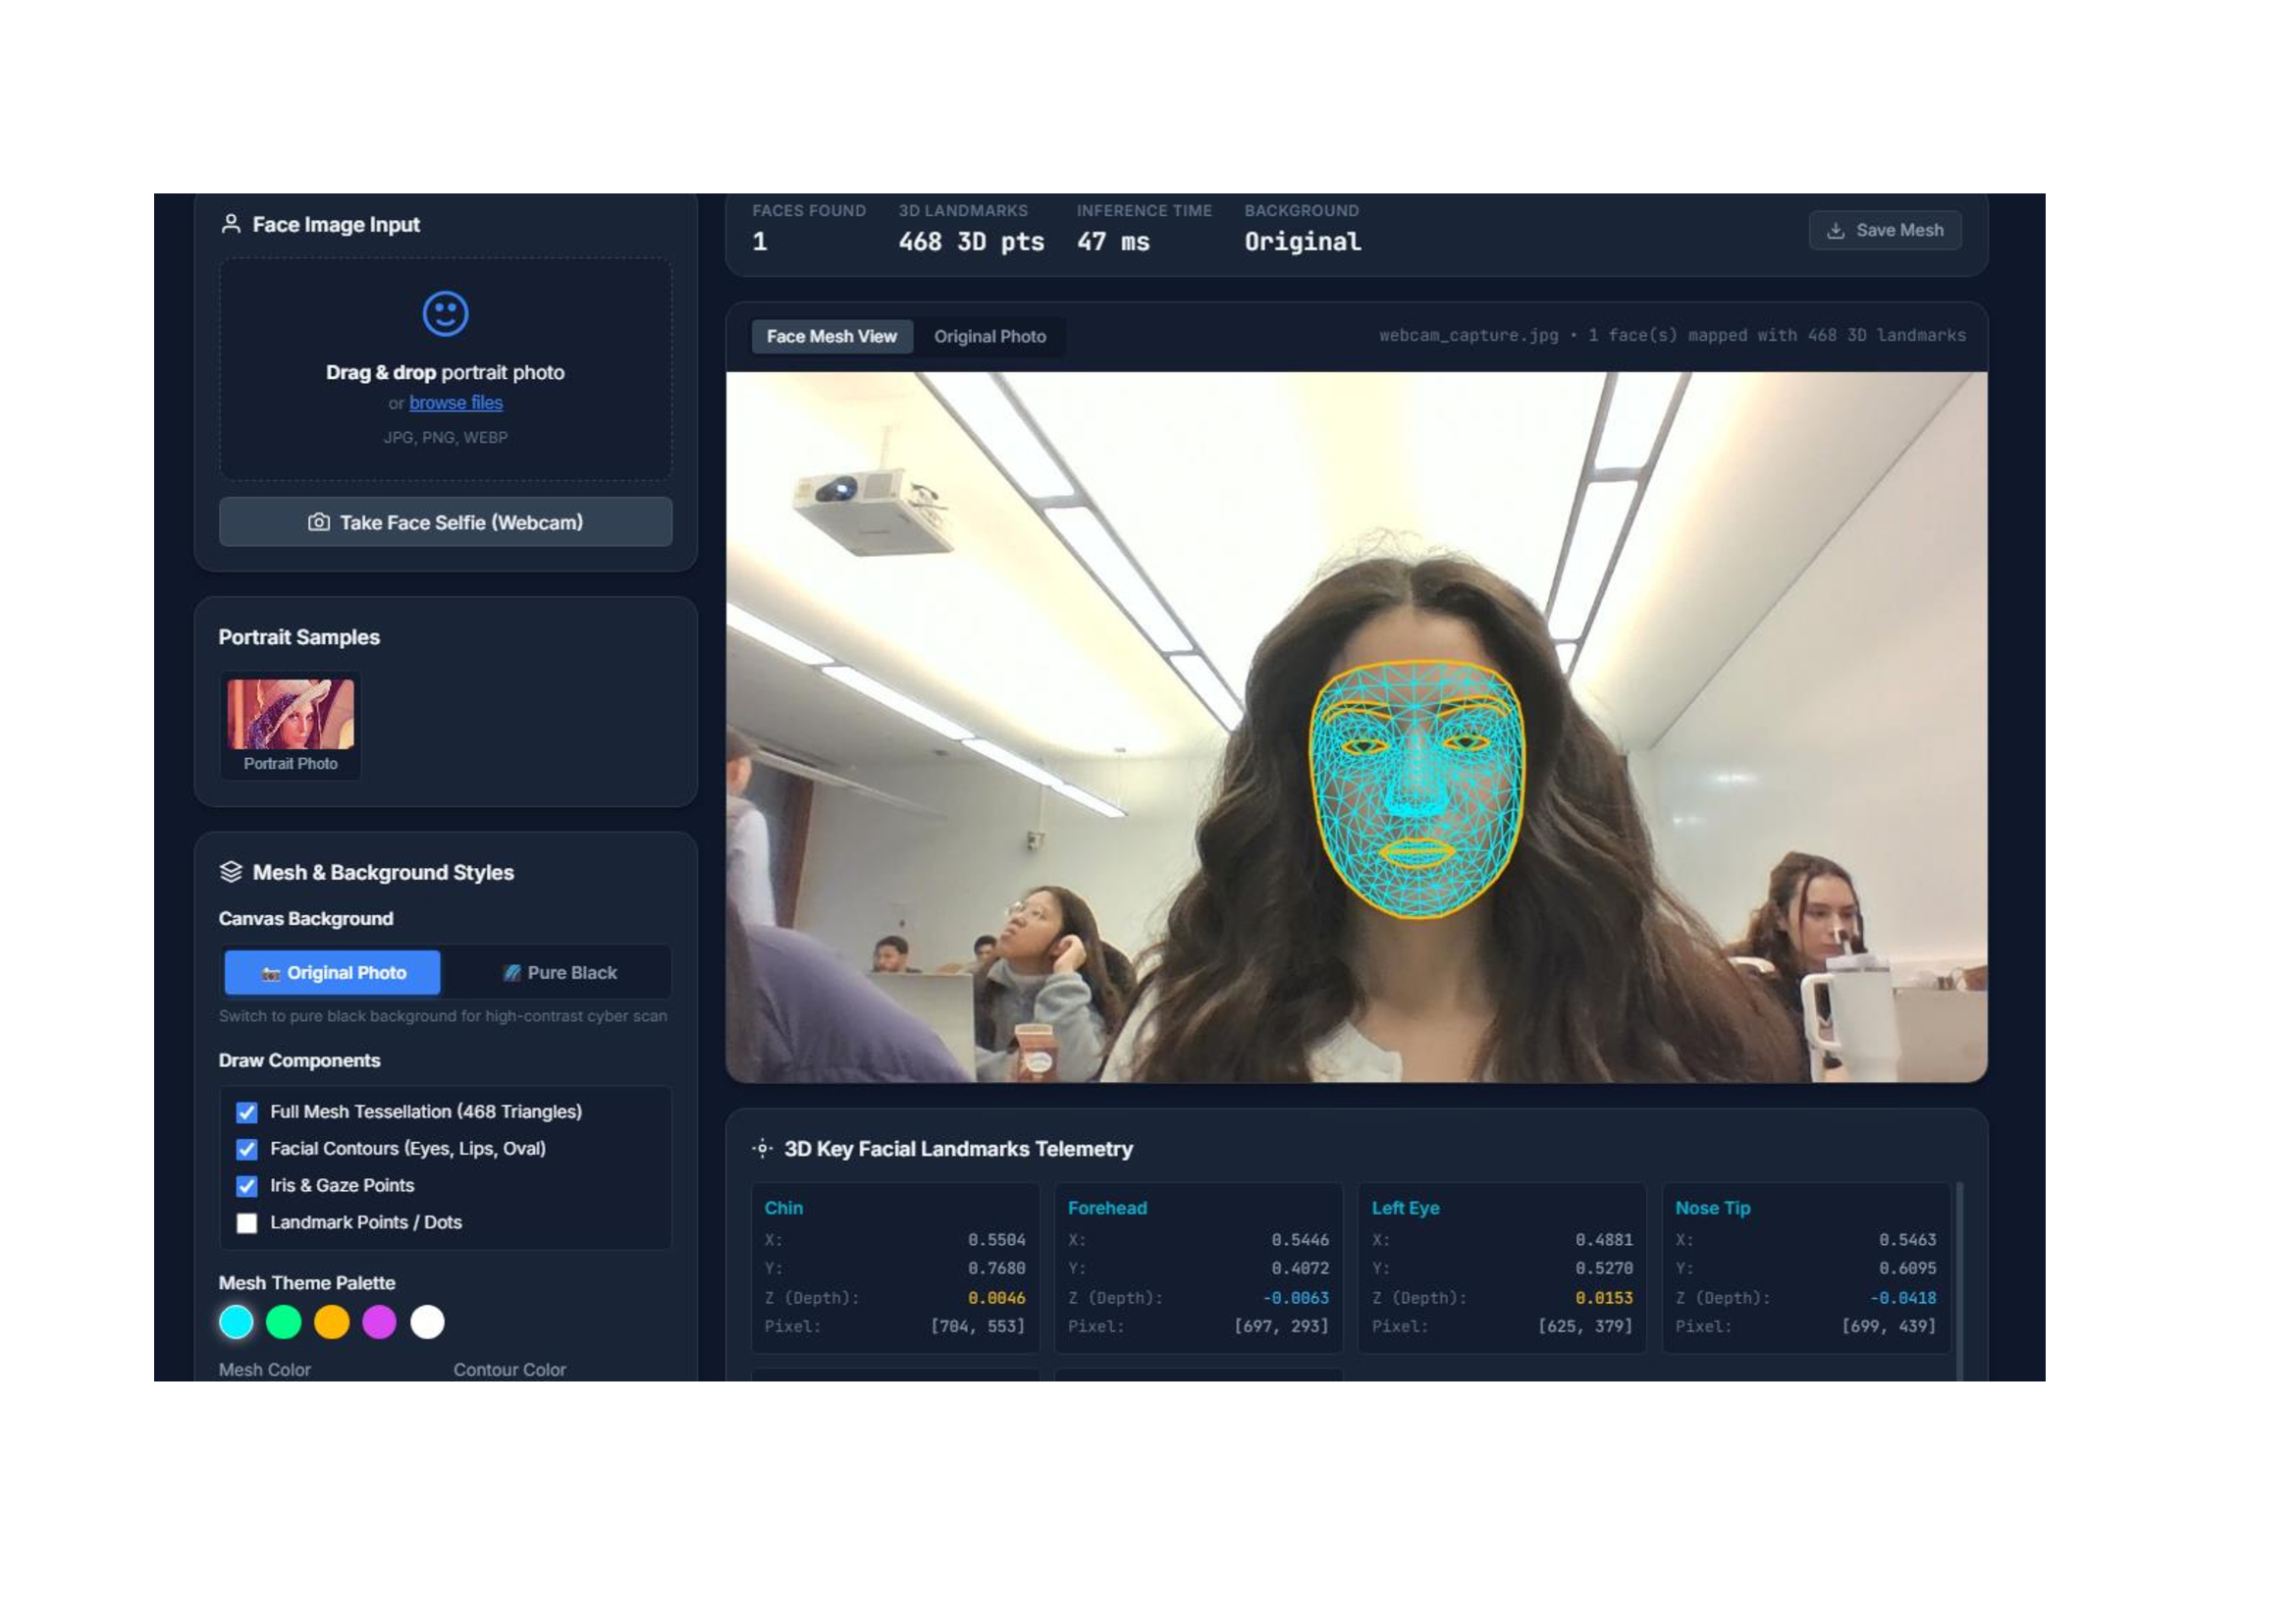 Face Image Input
Drag & drop portrait photo
or browse files
JPG, PNG, WEBP
Take Face Selfie (Webcam)
Portrait Samples
Portrait Photo
Mesh & Background Styles
Canvas Background
Original Photo
Pure Black
Switch to pure black background for high-contrast cyber scan
Draw Components
Full Mesh Tessellation (468 Triangles)
Facial Contours (Eyes, Lips, Oval)
Iris & Gaze Points
Landmark Points / Dots
Mesh Theme Palette
Mesh Color
Contour Color
FACES FOUND
1
3D LANDMARKS
468 3D pts
INFERENCE TIME
47 ms
BACKGROUND
Original
Save Mesh
Face Mesh View
Original Photo
webcam_capture.jpg • 1 face(s) mapped with 468 3D landmarks
3D Key Facial Landmarks Telemetry
Chin
X: 0.5504
Y: 0.7680
Z (Depth): 0.0046
Pixel: [704, 553]
Forehead
X: 0.5446
Y: 0.4072
Z (Depth): -0.0063
Pixel: [697, 293]
Left Eye
X: 0.4881
Y: 0.5270
Z (Depth): 0.0153
Pixel: [625, 379]
Nose Tip
X: 0.5463
Y: 0.6095
Z (Depth): -0.0418
Pixel: [699, 439]